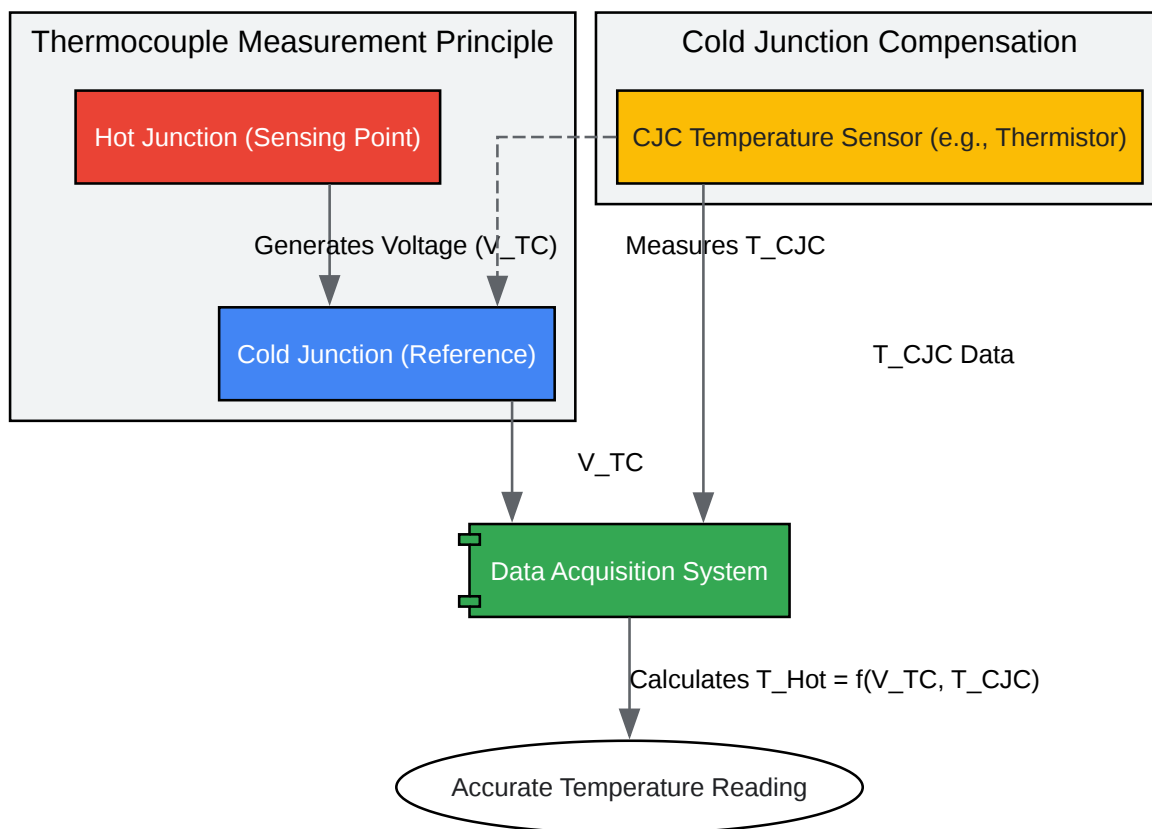 Thermocouple Measurement Principle
Cold Junction Compensation
Hot Junction (Sensing Point)
CJC Temperature Sensor (e.g., Thermistor)
Generates Voltage (V_TC)
Measures T_CJC
Cold Junction (Reference)
T_CJC Data
V_TC
Data Acquisition System
Calculates T_Hot = f(V_TC, T_CJC)
Accurate Temperature Reading